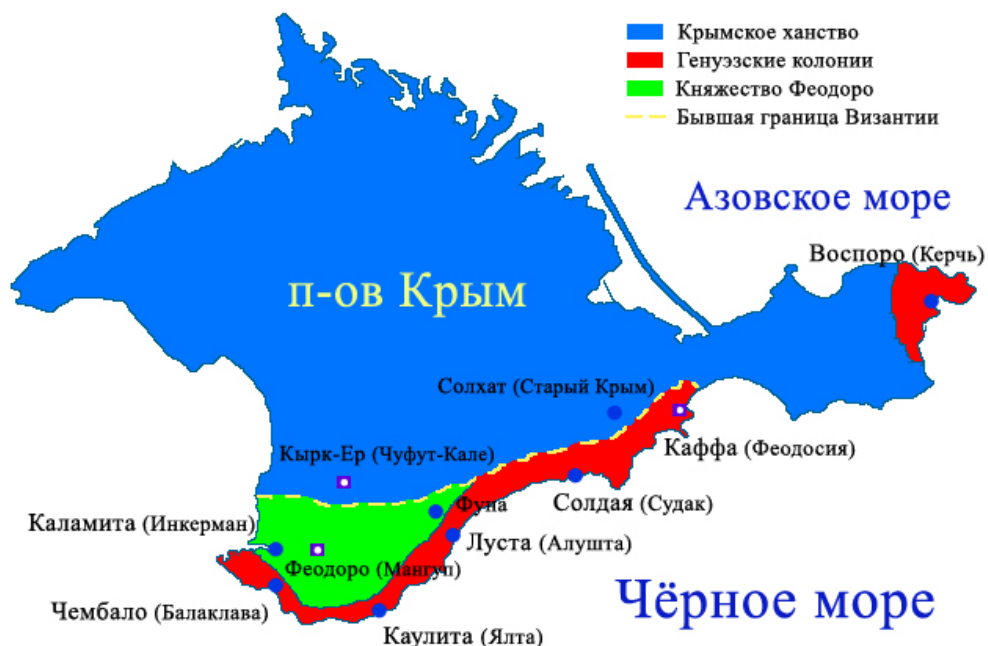 Крымское ханство
Генуэзские колонии
Княжество Феодоро
Бывшая граница Византии
Азовское море
Воспоро (Керчь)
п-ов Крым
Солхат (Старый Крым)
Каффа (Феодосия)
Кырк-Ер (Чуфут-Кале)
Солдая (Судак)
Фуна
Каламита (Инкерман)
Луста (Алушта)
Феодоро (Мангуп)
Чембало (Балаклава)
Чёрное море
Каулита (Ялта)